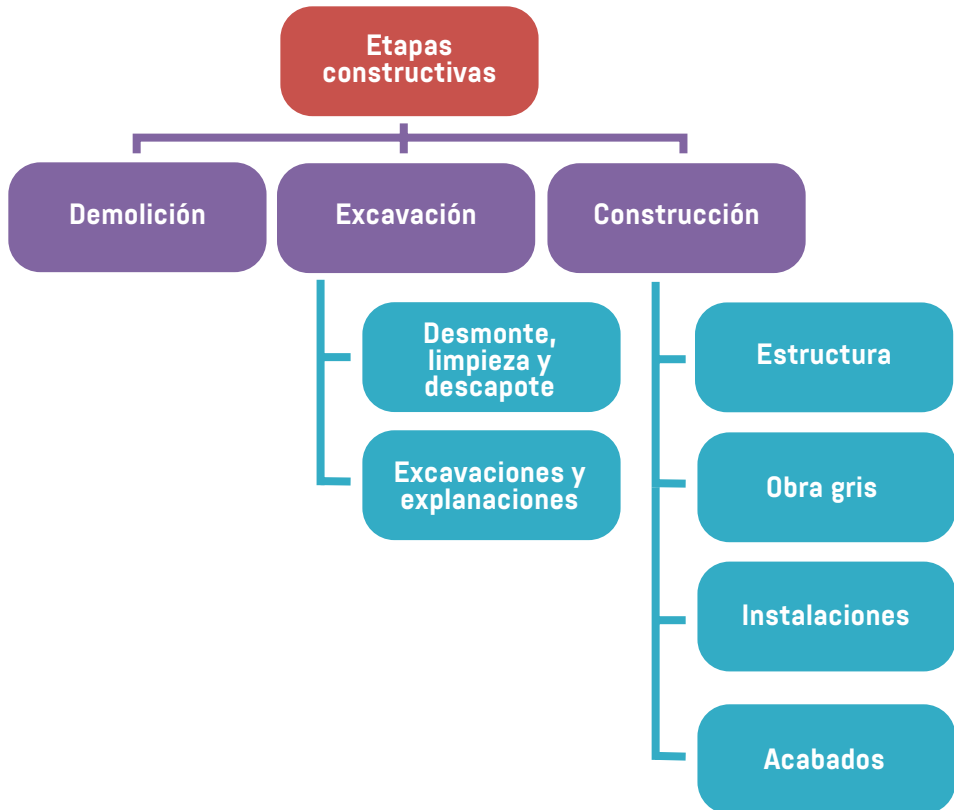 Etapas
constructivas
Demolición
Excavación
Construcción
Desmonte,
limpieza y
descapote
Excavaciones y
explanaciones
Estructura
Obra gris
Instalaciones
Acabados